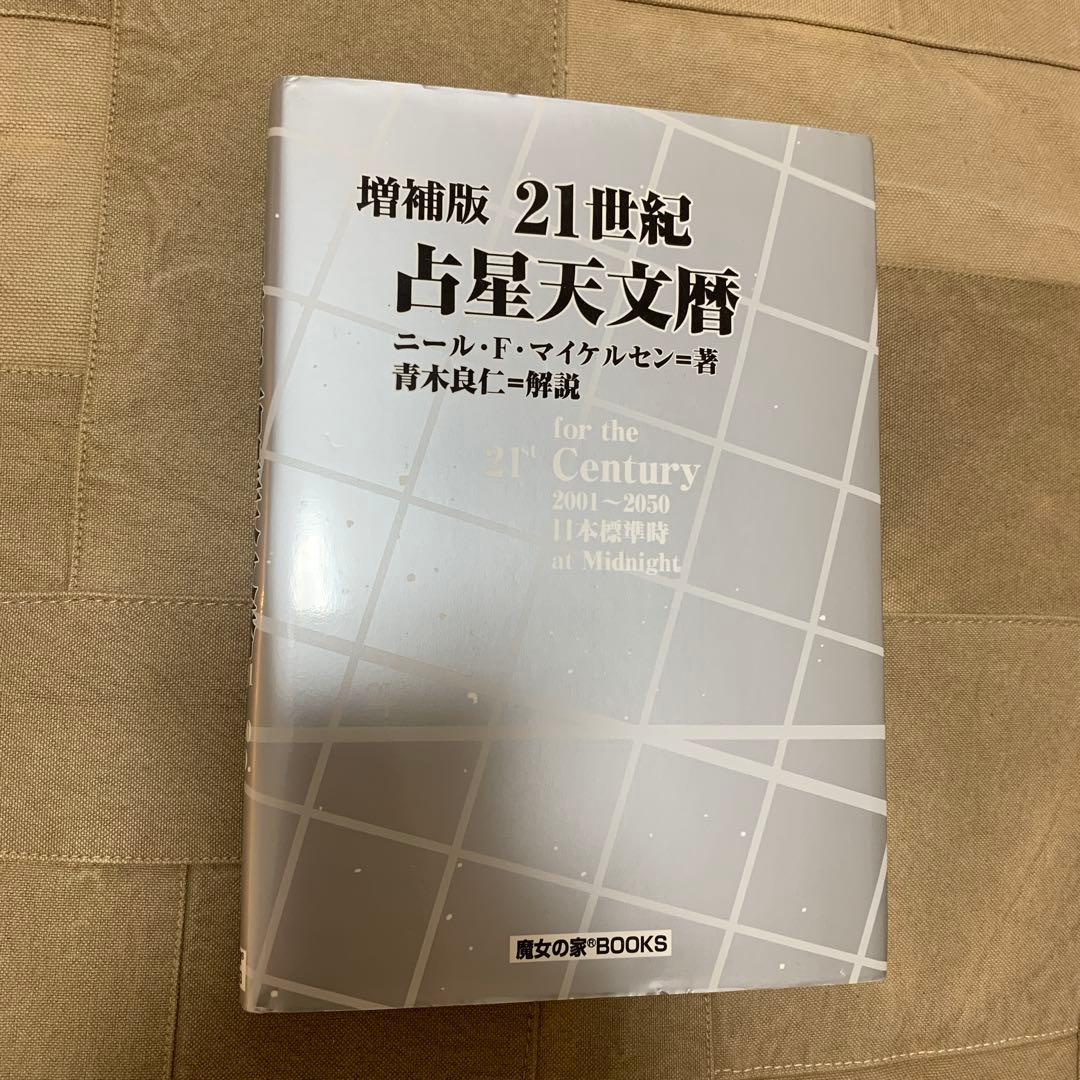 増補版 21世紀
占星天文暦
ニール・F・マイケルセン=著
青木良仁=解説
for the
21st Century
2001〜2050
日本標準時
at Midnight
魔女の家®BOOKS